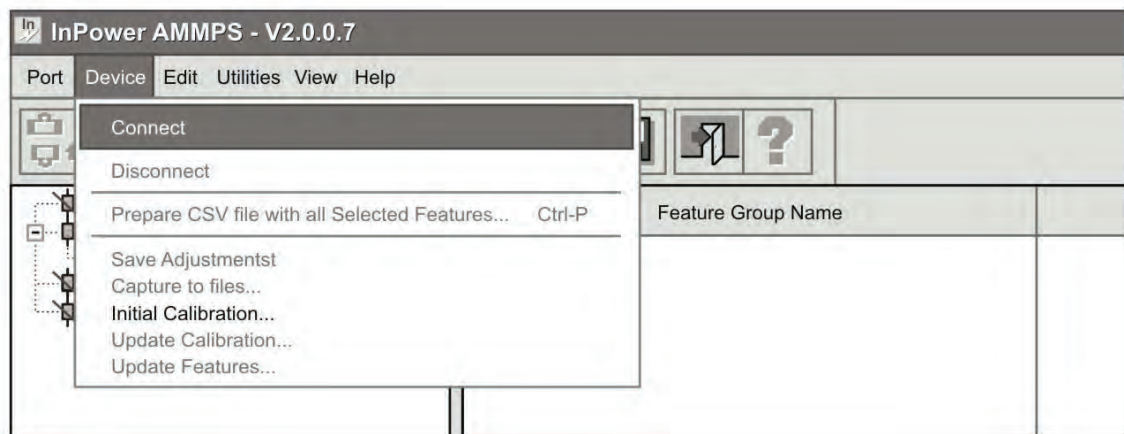 InPower AMMPS - V2.0.0.7
Port Device Edit Utilities View Help
Connect
Disconnect
Prepare CSV file with all Selected Features... Ctrl-P
Feature Group Name
Save Adjustmentst
Capture to files...
Initial Calibration...
Update Calibration...
Update Features...